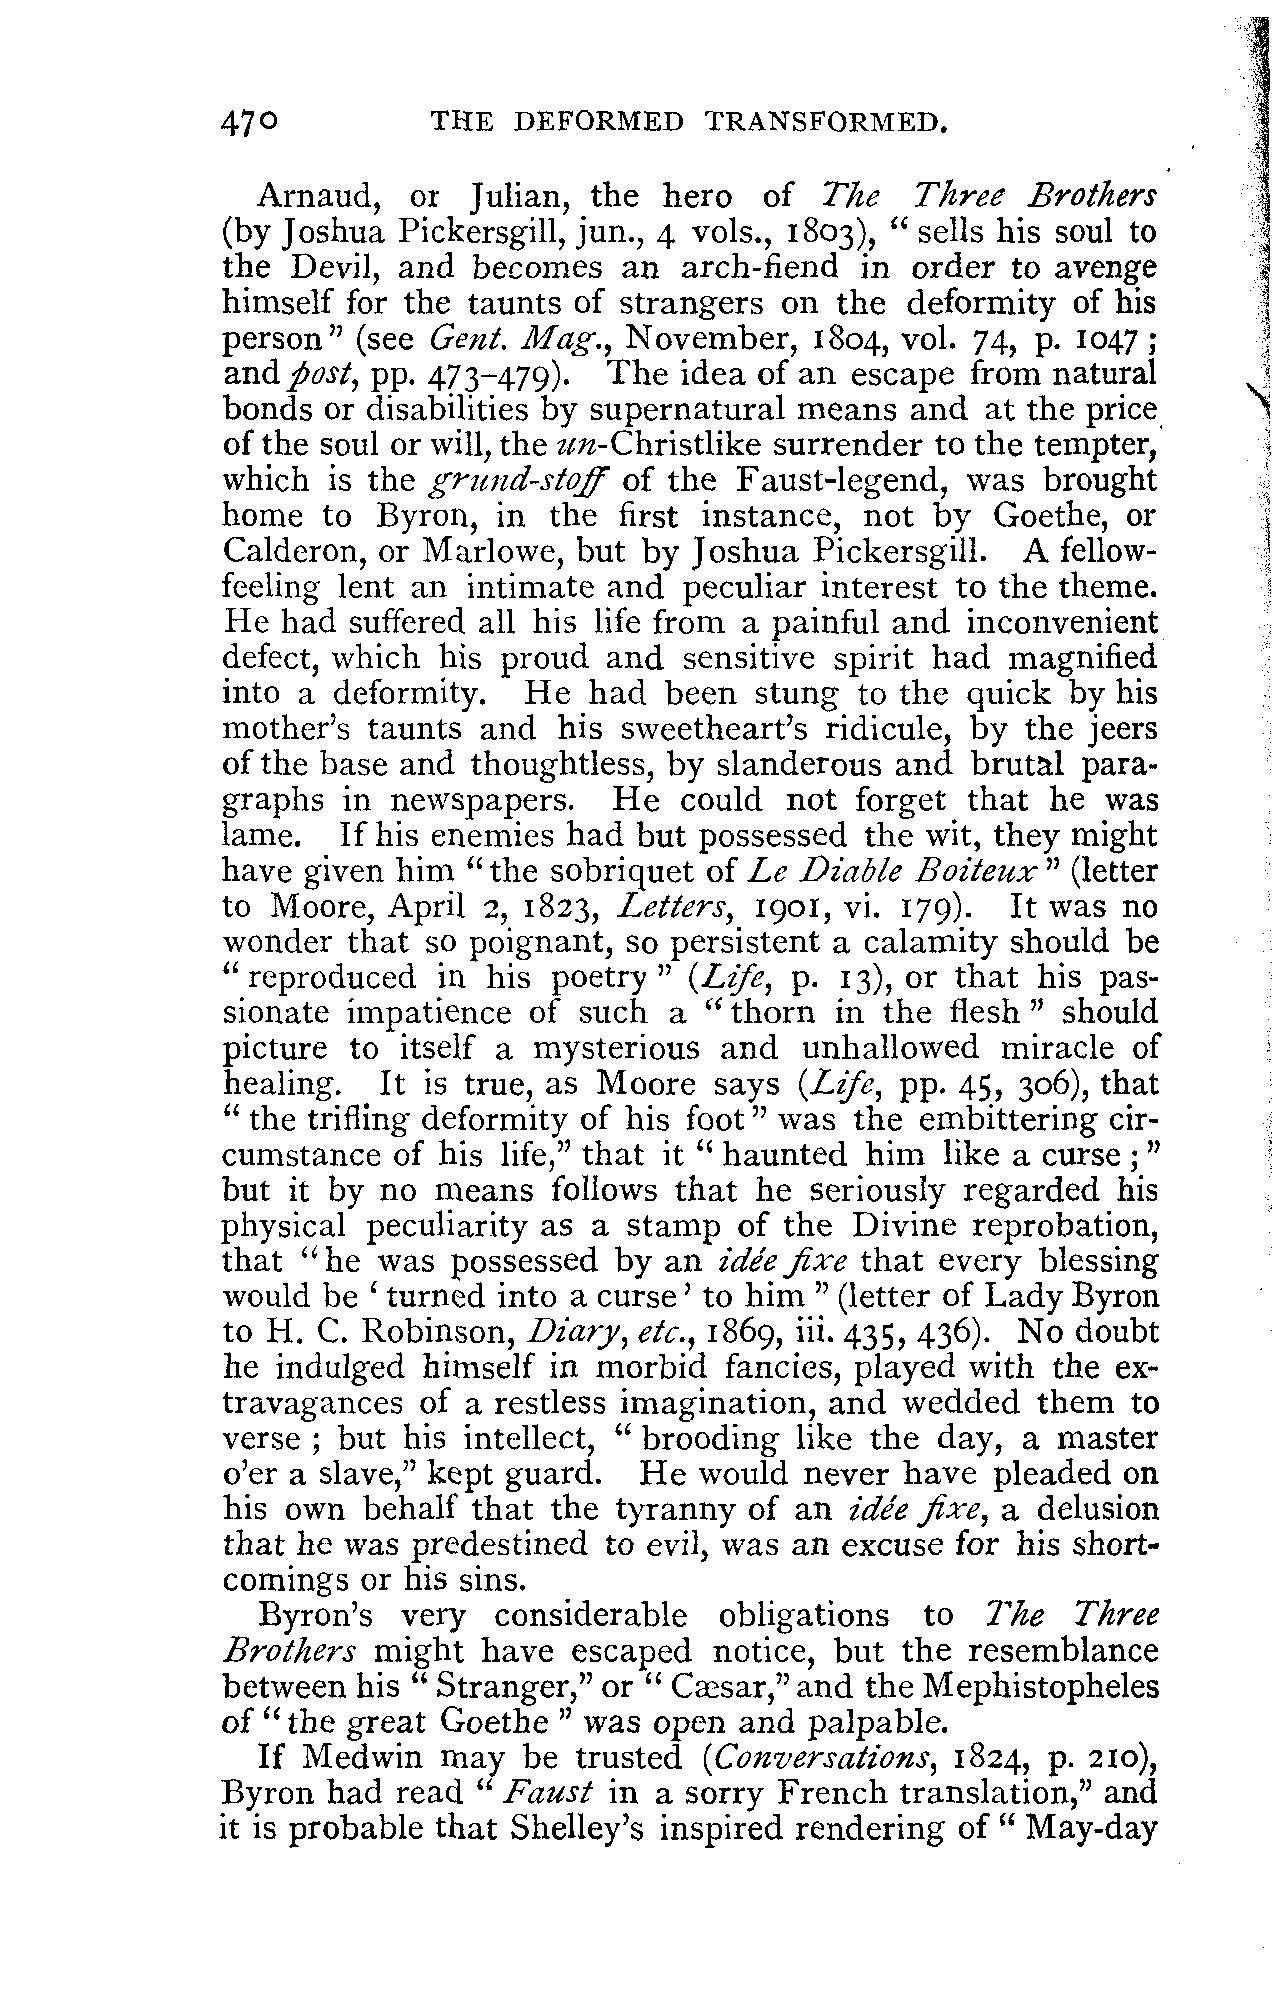 470 THE DEFORMED TRANSFORMED.
Arnaud, or Julian, the hero of The Three Brothers
(by Joshua Pickersgill, jun., 4 vols., 1803), “ sells his soul to
the Devil, and becomes an arch-fiend in order to avenge
himself for the taunts of strangers on the deformity of his
person” (see Gent. Mag., November, 1804, vol. 74, p. 1047 ;
and post, pp. 473–479). The idea of an escape from natural
bonds or disabilities by supernatural means and at the price
of the soul or will, the un-Christlike surrender to the tempter,
which is the grund-stoff of the Faust-legend, was brought
home to Byron, in the first instance, not by Goethe, or
Calderon, or Marlowe, but by Joshua Pickersgill. A fellow-
feeling lent an intimate and peculiar interest to the theme.
He had suffered all his life from a painful and inconvenient
defect, which his proud and sensitive spirit had magnified
into a deformity. He had been stung to the quick by his
mother’s taunts and his sweetheart’s ridicule, by the jeers
of the base and thoughtless, by slanderous and brutal para-
graphs in newspapers. He could not forget that he was
lame. If his enemies had but possessed the wit, they might
have given him “ the sobriquet of Le Diable Boiteux” (letter
to Moore, April 2, 1823, Letters, 1901, vi. 179). It was no
wonder that so poignant, so persistent a calamity should be
“ reproduced in his poetry ” (Life, p. 13), or that his pas-
sionate impatience of such a “ thorn in the flesh ” should
picture to itself a mysterious and unhallowed miracle of
healing. It is true, as Moore says (Life, pp. 45, 306), that
“ the trifling deformity of his foot” was the embittering cir-
cumstance of his life,” that it “ haunted him like a curse ; ”
but it by no means follows that he seriously regarded his
physical peculiarity as a stamp of the Divine reprobation,
that “ he was possessed by an idée fixe that every blessing
would be ‘ turned into a curse ’ to him ” (letter of Lady Byron
to H. C. Robinson, Diary, etc., 1869, iii. 435, 436). No doubt
he indulged himself in morbid fancies, played with the ex-
travagances of a restless imagination, and wedded them to
verse ; but his intellect, “ brooding like the day, a master
o’er a slave,” kept guard. He would never have pleaded on
his own behalf that the tyranny of an idée fixe, a delusion
that he was predestined to evil, was an excuse for his short-
comings or his sins.
Byron’s very considerable obligations to The Three
Brothers might have escaped notice, but the resemblance
between his “ Stranger,” or “ Cæsar,” and the Mephistopheles
of “ the great Goethe ” was open and palpable.
If Medwin may be trusted (Conversations, 1824, p. 210),
Byron had read “ Faust in a sorry French translation,” and
it is probable that Shelley’s inspired rendering of “ May-day